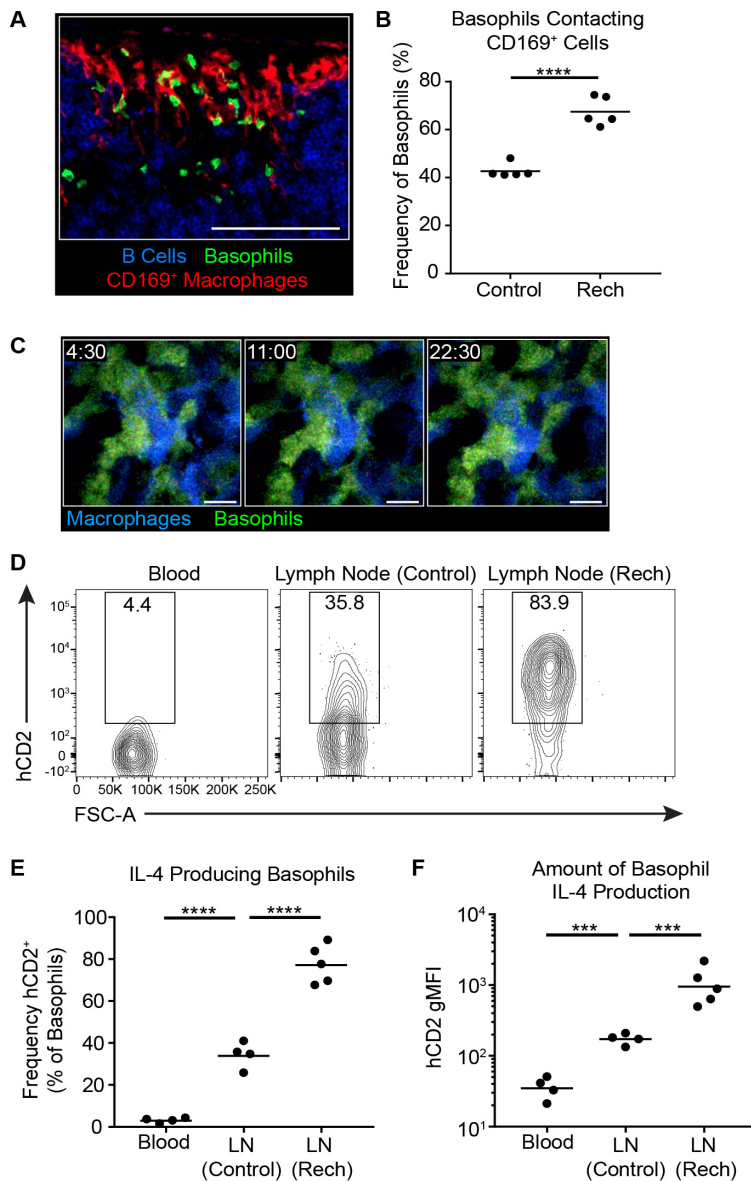 A
B Cells Basophils
CD169⁺ Macrophages
B
Basophils Contacting
CD169⁺ Cells
****
Frequency of Basophils (%)
80
60
40
20
0
Control Rech
C
4:30 11:00 22:30
Macrophages Basophils
D
Blood Lymph Node (Control) Lymph Node (Rech)
4.4 35.8 83.9
hCD2
10⁵
10⁴
10³
10²
0
-10²
0 50K 100K 150K 200K 250K
FSC-A
E
IL-4 Producing Basophils
**** ****
Frequency hCD2⁺
(% of Basophils)
100
80
60
40
20
0
Blood LN LN
(Control) (Rech)
F
Amount of Basophil
IL-4 Production
*** ***
hCD2 gMFI
10⁴
10³
10²
10¹
Blood LN LN
(Control) (Rech)